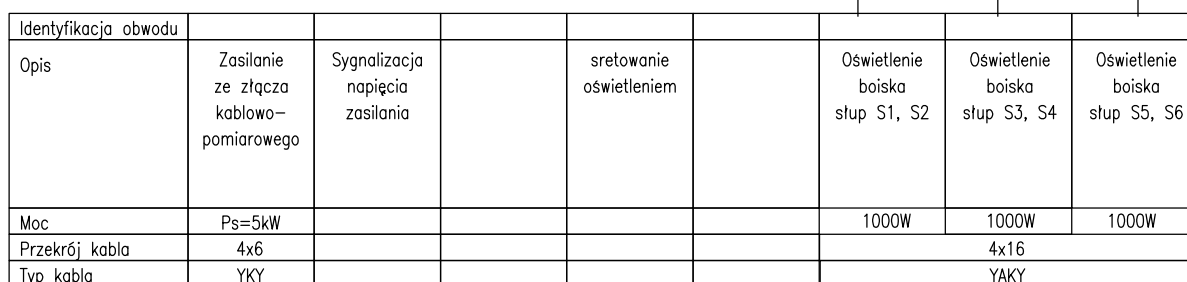 Identyfikacja obwodu
Opis
Zasilanie
ze złącza
kablowo-
pomiarowego
Sygnalizacja
napięcia
zasilania
sretowanie
oświetleniem
Oświetlenie
boiska
słup S1, S2
Oświetlenie
boiska
słup S3, S4
Oświetlenie
boiska
słup S5, S6
Moc
Ps=5kW
1000W
1000W
1000W
Przekrój kabla
4x6
4x16
Typ kabla
YKY
YAKY